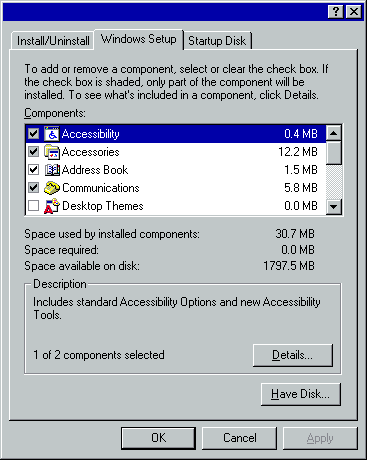 Install/Uninstall Windows Setup Startup Disk
To add or remove a component, select or clear the check box. If
the check box is shaded, only part of the component will be
installed. To see what's included in a component, click Details.
Components:
Accessibility 0.4 MB
Accessories 12.2 MB
Address Book 1.5 MB
Communications 5.8 MB
Desktop Themes 0.0 MB
Space used by installed components: 30.7 MB
Space required: 0.0 MB
Space available on disk: 1797.5 MB
Description
Includes standard Accessibility Options and new Accessibility
Tools.
1 of 2 components selected
Details...
Have Disk...
OK Cancel Apply